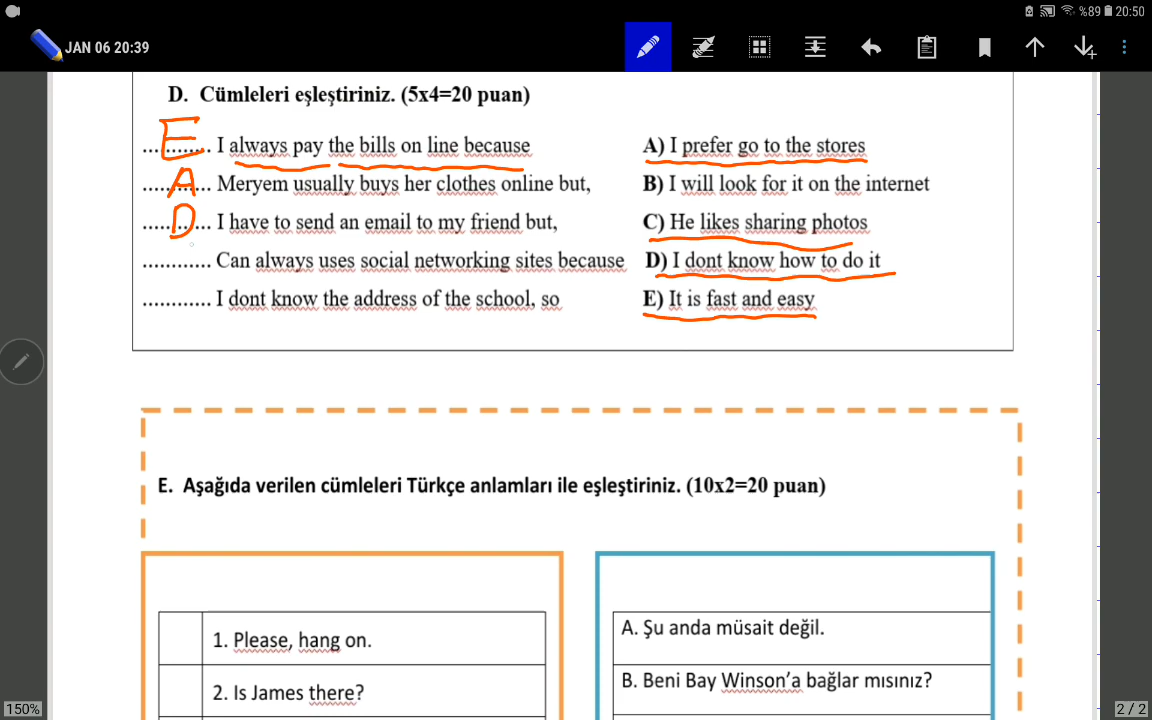 %89 20:50
JAN 06 20:39
D. Cümleleri eşleştiriniz. (5x4=20 puan)
E ............ I always pay the bills on line because
A) I prefer go to the stores
A ............ Meryem usually buys her clothes online but,
B) I will look for it on the internet
D ............ I have to send an email to my friend but,
C) He likes sharing photos
............ Can always uses social networking sites because
D) I dont know how to do it
............ I dont know the address of the school, so
E) It is fast and easy
E. Aşağıda verilen cümleleri Türkçe anlamları ile eşleştiriniz. (10x2=20 puan)
1. Please, hang on.
2. Is James there?
A. Şu anda müsait değil.
B. Beni Bay Winson'a bağlar mısınız?
150%
2 / 2